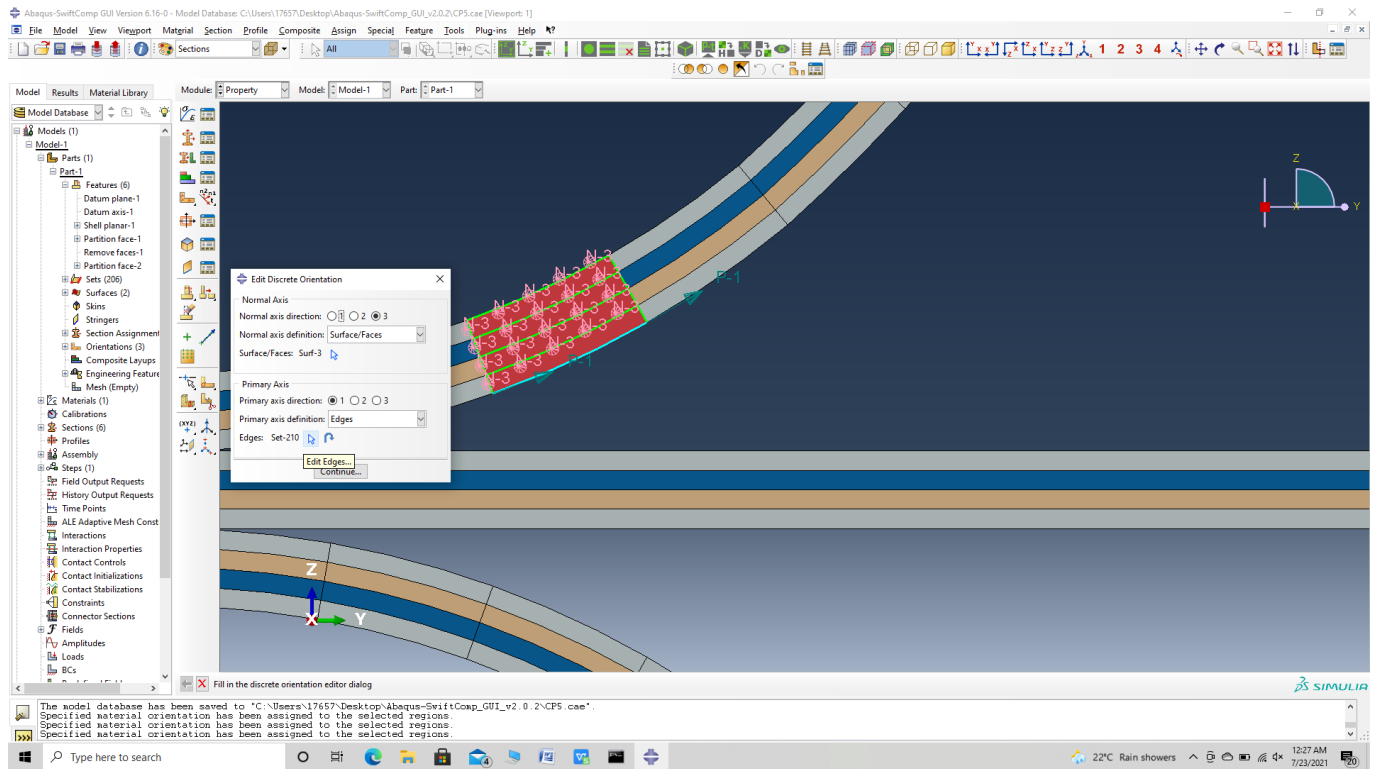 Abaqus-SwiftComp GUI Version 6.16-0 - Model Database: C:\Users\17657\Desktop\Abaqus-SwiftComp_GUI_v2.0.2\CP5.cae [Viewport: 1]
File Model View Viewport Material Section Profile Composite Assign Special Feature Tools Plug-ins Help
Sections All 1 2 3 4
Model Results Material Library Module: Property Model: Model-1 Part: Part-1
Model Database
Models (1)
Model-1
Parts (1)
Part-1
Features (6)
Datum plane-1
Datum axis-1
Shell planar-1
Partition face-1
Remove faces-1
Partition face-2
Sets (206)
Surfaces (2)
Skins
Stringers
Section Assignment
Orientations (3)
Composite Layups
Engineering Feature
Mesh (Empty)
Materials (1)
Calibrations
Sections (6)
Profiles
Assembly
Steps (1)
Field Output Requests
History Output Requests
Time Points
ALE Adaptive Mesh Const
Interactions
Interaction Properties
Contact Controls
Contact Initializations
Contact Stabilizations
Constraints
Connector Sections
Fields
Amplitudes
Loads
BCs
Edit Discrete Orientation
Normal Axis
Normal axis direction: 1 2 3
Normal axis definition: Surface/Faces
Surface/Faces: Surf-3
Primary Axis
Primary axis direction: 1 2 3
Primary axis definition: Edges
Edges: Set-210
Edit Edges...
Continue...
N-3
P-1
P-1
Z
X
Y
Z
X
Y
Fill in the discrete orientation editor dialog
SIMULIA
The model database has been saved to "C:\Users\17657\Desktop\Abaqus-SwiftComp_GUI_v2.0.2\CP5.cae".
Specified material orientation has been assigned to the selected regions.
Specified material orientation has been assigned to the selected regions.
Specified material orientation has been assigned to the selected regions.
Type here to search
22°C Rain showers
12:27 AM
7/23/2021
20